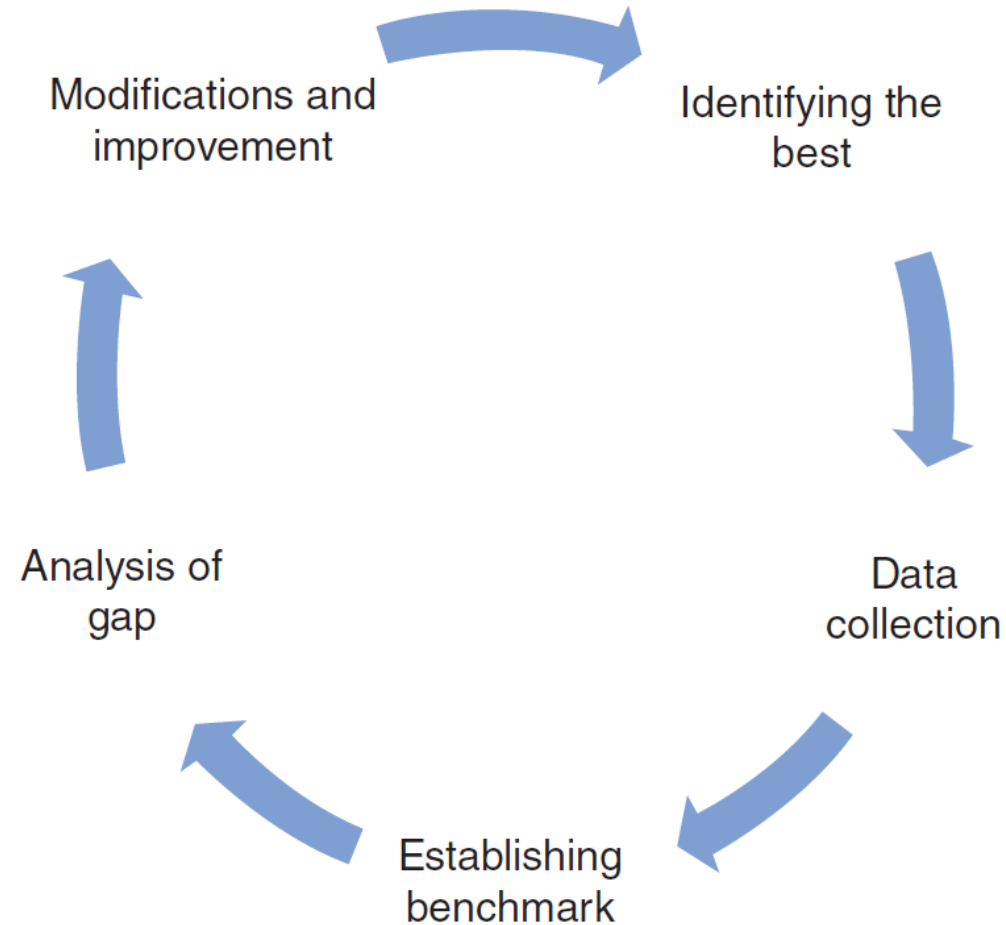 Modifications and
improvement
Identifying the
best
Data
collection
Establishing
benchmark
Analysis of
gap